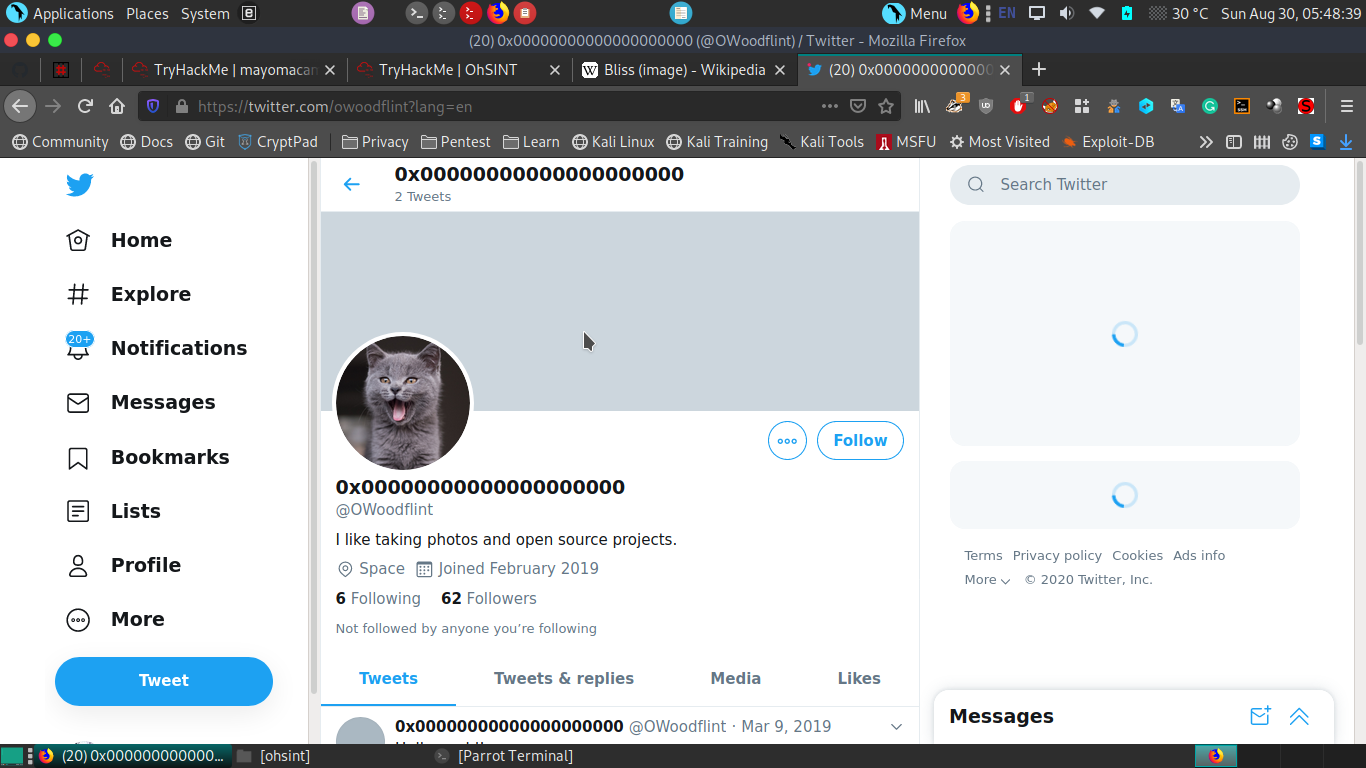 Applications Places System Menu EN 30 °C Sun Aug 30, 05:48:39
(20) 0x00000000000000000000 (@OWoodflint) / Twitter - Mozilla Firefox
TryHackMe | mayomacan TryHackMe | OhSINT Bliss (image) - Wikipedia (20) 0x0000000000000
https://twitter.com/owoodflint?lang=en 3 1
Community Docs Git CryptPad Privacy Pentest Learn Kali Linux Kali Training Kali Tools MSFU Most Visited Exploit-DB
0x00000000000000000000
2 Tweets
Search Twitter
Home
Explore
20+
Notifications
Messages
Bookmarks
Lists
Profile
More
Tweet
Follow
0x00000000000000000000
@OWoodflint
I like taking photos and open source projects.
Space Joined February 2019
6 Following 62 Followers
Not followed by anyone you’re following
Tweets Tweets & replies Media Likes
0x00000000000000000000 @OWoodflint · Mar 9, 2019
Terms Privacy policy Cookies Ads info
More © 2020 Twitter, Inc.
Messages
(20) 0x000000000000... [ohsint] [Parrot Terminal]